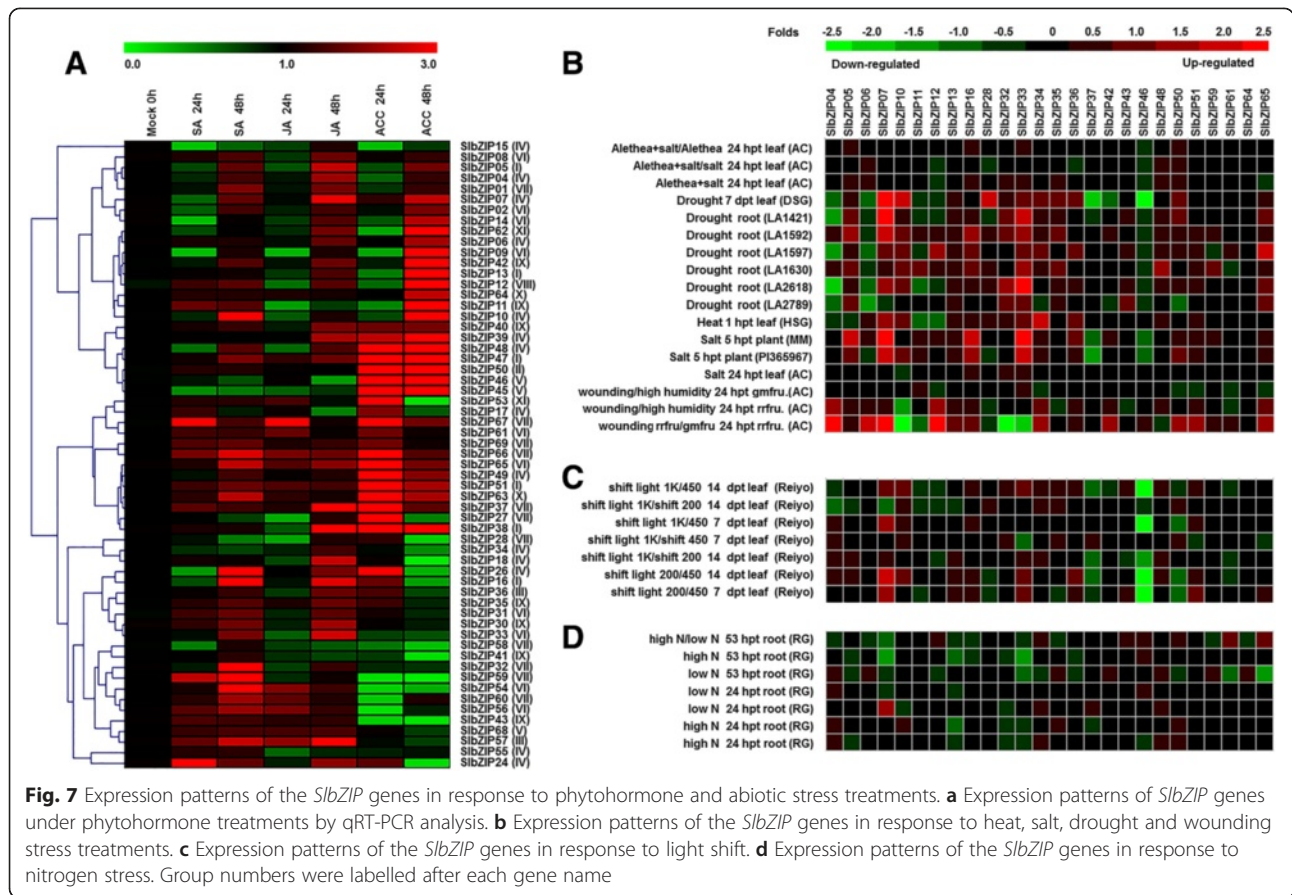 A
0.0
1.0
3.0
Mock 0h
SA 24h
SA 48h
JA 24h
JA 48h
ACC 24h
ACC 48h
SlbZIP15 (IV)
SlbZIP08 (VI)
SlbZIP05 (I)
SlbZIP04 (IV)
SlbZIP01 (VII)
SlbZIP07 (IV)
SlbZIP02 (VI)
SlbZIP14 (VI)
SlbZIP62 (XI)
SlbZIP06 (IV)
SlbZIP09 (VI)
SlbZIP42 (IX)
SlbZIP13 (I)
SlbZIP12 (VIII)
SlbZIP64 (X)
SlbZIP11 (IX)
SlbZIP10 (IV)
SlbZIP40 (IX)
SlbZIP39 (IV)
SlbZIP48 (IV)
SlbZIP47 (I)
SlbZIP50 (II)
SlbZIP46 (V)
SlbZIP45 (V)
SlbZIP53 (XI)
SlbZIP17 (IV)
SlbZIP67 (VII)
SlbZIP61 (VI)
SlbZIP69 (VII)
SlbZIP66 (VII)
SlbZIP65 (VI)
SlbZIP49 (IV)
SlbZIP51 (I)
SlbZIP63 (X)
SlbZIP37 (VII)
SlbZIP27 (VII)
SlbZIP38 (I)
SlbZIP28 (VII)
SlbZIP34 (IV)
SlbZIP18 (IV)
SlbZIP26 (IV)
SlbZIP16 (I)
SlbZIP36 (III)
SlbZIP35 (IX)
SlbZIP31 (VI)
SlbZIP30 (IX)
SlbZIP33 (VI)
SlbZIP58 (VII)
SlbZIP41 (IX)
SlbZIP32 (VII)
SlbZIP59 (VII)
SlbZIP54 (VI)
SlbZIP60 (VII)
SlbZIP56 (VI)
SlbZIP43 (IX)
SlbZIP68 (V)
SlbZIP57 (III)
SlbZIP55 (IV)
SlbZIP24 (IV)
B
Folds
-2.5 -2.0 -1.5 -1.0 -0.5 0 0.5 1.0 1.5 2.0 2.5
Down-regulated
Up-regulated
SlbZIP04
SlbZIP05
SlbZIP06
SlbZIP07
SlbZIP10
SlbZIP11
SlbZIP12
SlbZIP13
SlbZIP16
SlbZIP28
SlbZIP32
SlbZIP33
SlbZIP34
SlbZIP35
SlbZIP36
SlbZIP37
SlbZIP42
SlbZIP43
SlbZIP46
SlbZIP48
SlbZIP50
SlbZIP51
SlbZIP59
SlbZIP61
SlbZIP64
SlbZIP65
Alethea+salt/Alethea 24 hpt leaf (AC)
Alethea+salt/salt 24 hpt leaf (AC)
Alethea+salt 24 hpt leaf (AC)
Drought 7 dpt leaf (DSG)
Drought root (LA1421)
Drought root (LA1592)
Drought root (LA1597)
Drought root (LA1630)
Drought root (LA2618)
Drought root (LA2789)
Heat 1 hpt leaf (HSG)
Salt 5 hpt plant (MM)
Salt 5 hpt plant (PI365967)
Salt 24 hpt leaf (AC)
wounding/high humidity 24 hpt gmfru.(AC)
wounding/high humidity 24 hpt rrfru. (AC)
wounding rrfru/gmfru 24 hpt rrfru. (AC)
C
shift light 1K/450 14 dpt leaf (Reiyo)
shift light 1K/shift 200 14 dpt leaf (Reiyo)
shift light 1K/450 7 dpt leaf (Reiyo)
shift light 1K/shift 450 7 dpt leaf (Reiyo)
shift light 1K/shift 200 14 dpt leaf (Reiyo)
shift light 200/450 14 dpt leaf (Reiyo)
shift light 200/450 7 dpt leaf (Reiyo)
D
high N/low N 53 hpt root (RG)
high N 53 hpt root (RG)
low N 53 hpt root (RG)
low N 24 hpt root (RG)
low N 24 hpt root (RG)
high N 24 hpt root (RG)
high N 24 hpt root (RG)
Fig. 7 Expression patterns of the SlbZIP genes in response to phytohormone and abiotic stress treatments. a Expression patterns of SlbZIP genes
under phytohormone treatments by qRT-PCR analysis. b Expression patterns of the SlbZIP genes in response to heat, salt, drought and wounding
stress treatments. c Expression patterns of the SlbZIP genes in response to light shift. d Expression patterns of the SlbZIP genes in response to
nitrogen stress. Group numbers were labelled after each gene name